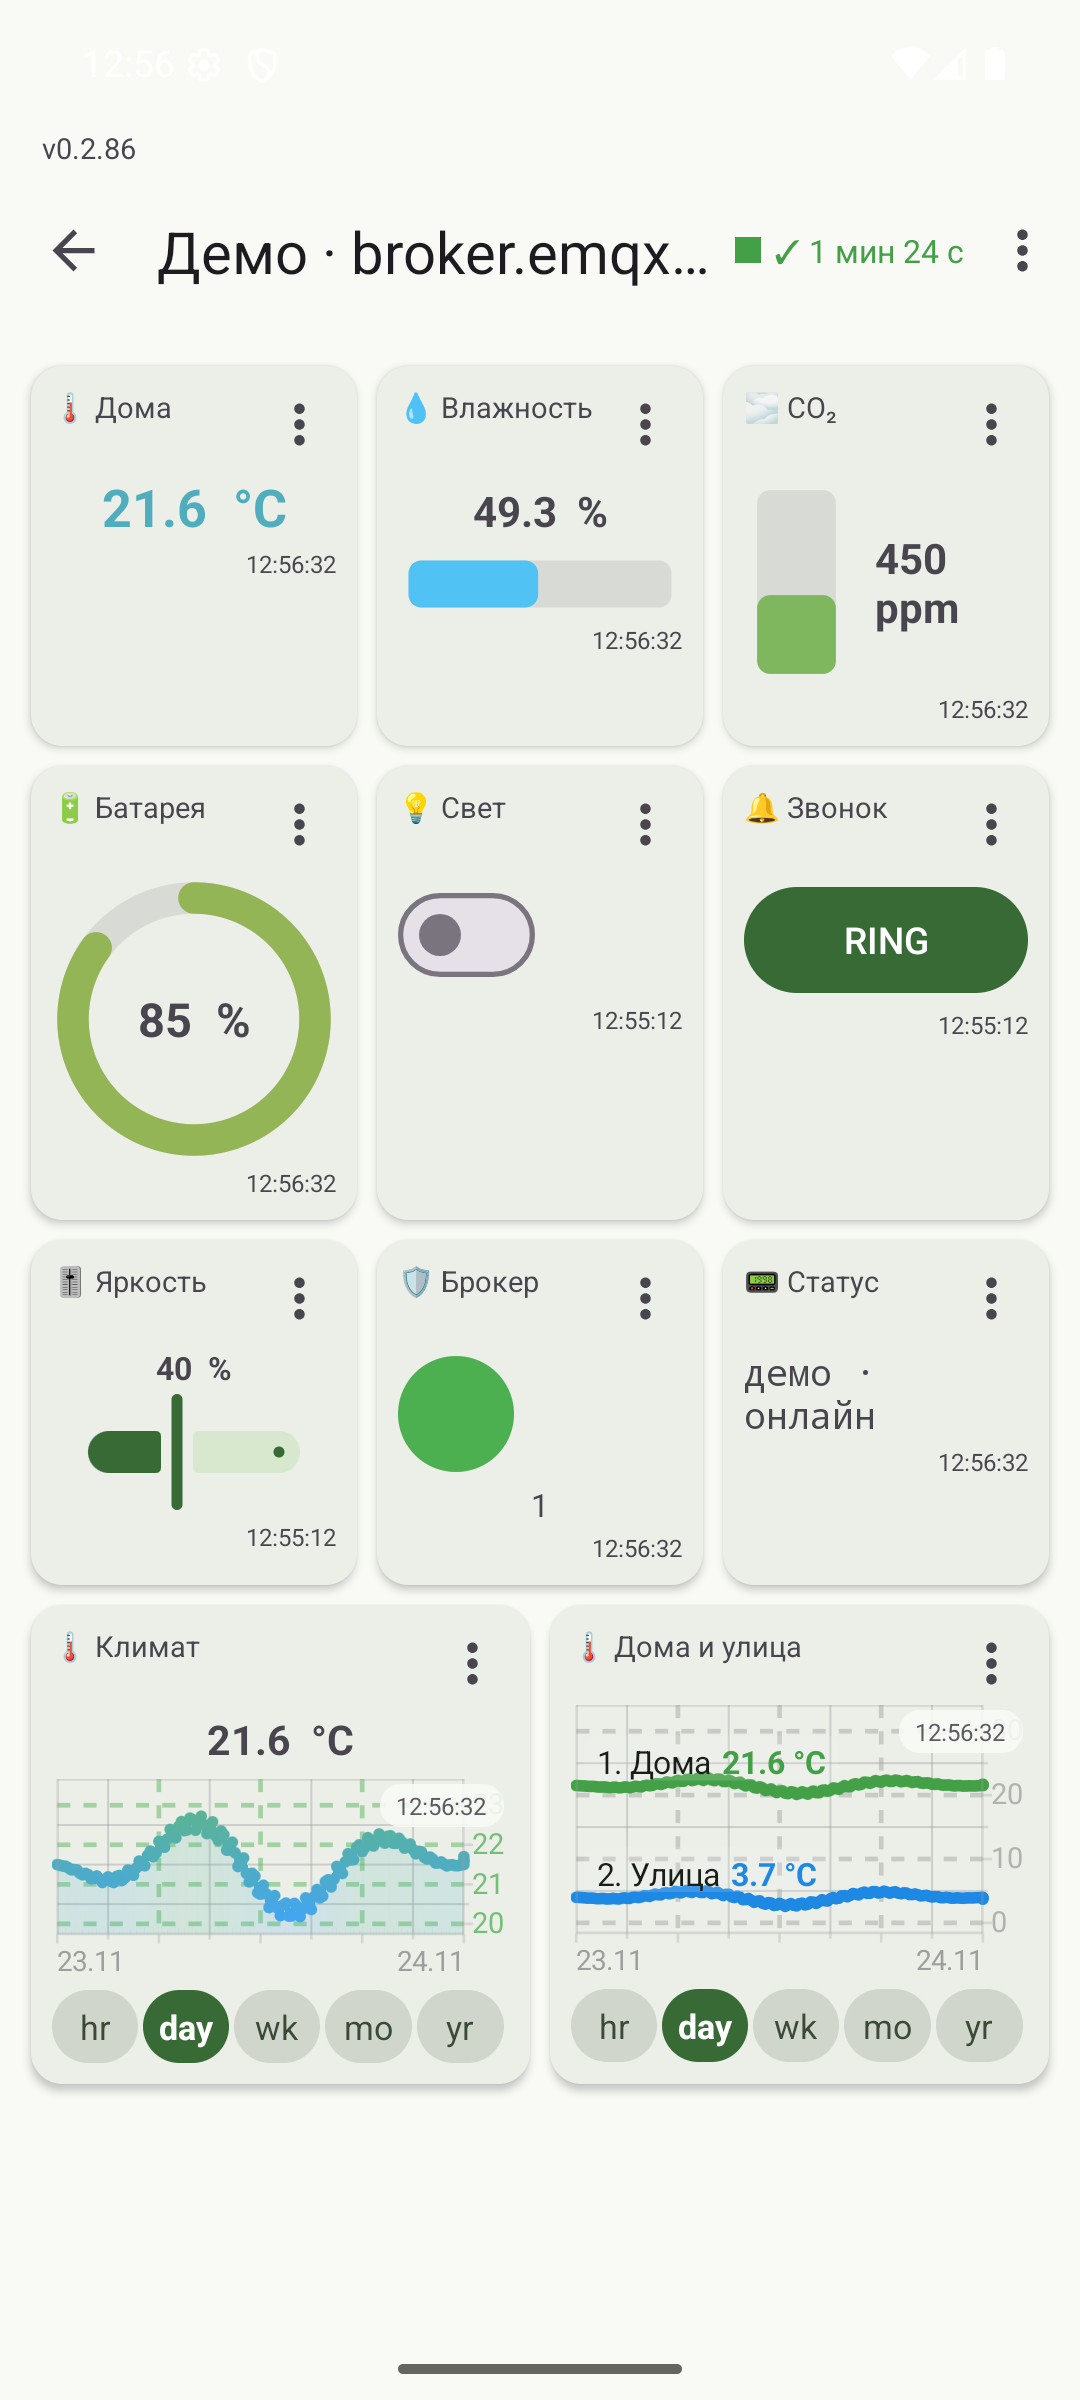 12:56
v0.2.86
Демо · broker.emqx… ✓ 1 мин 24 с
Дома
21.6 °C
12:56:32
Влажность
49.3 %
12:56:32
CO₂
450
ppm
12:56:32
Батарея
85 %
12:56:32
Свет
12:55:12
Звонок
RING
12:55:12
Яркость
40 %
12:55:12
Брокер
1
12:56:32
Статус
демо ·
онлайн
12:56:32
Климат
21.6 °C
12:56:32
22
21
20
23.11 24.11
hr day wk mo yr
Дома и улица
12:56:32
1. Дома 21.6 °C
20
10
2. Улица 3.7 °C
0
23.11 24.11
hr day wk mo yr